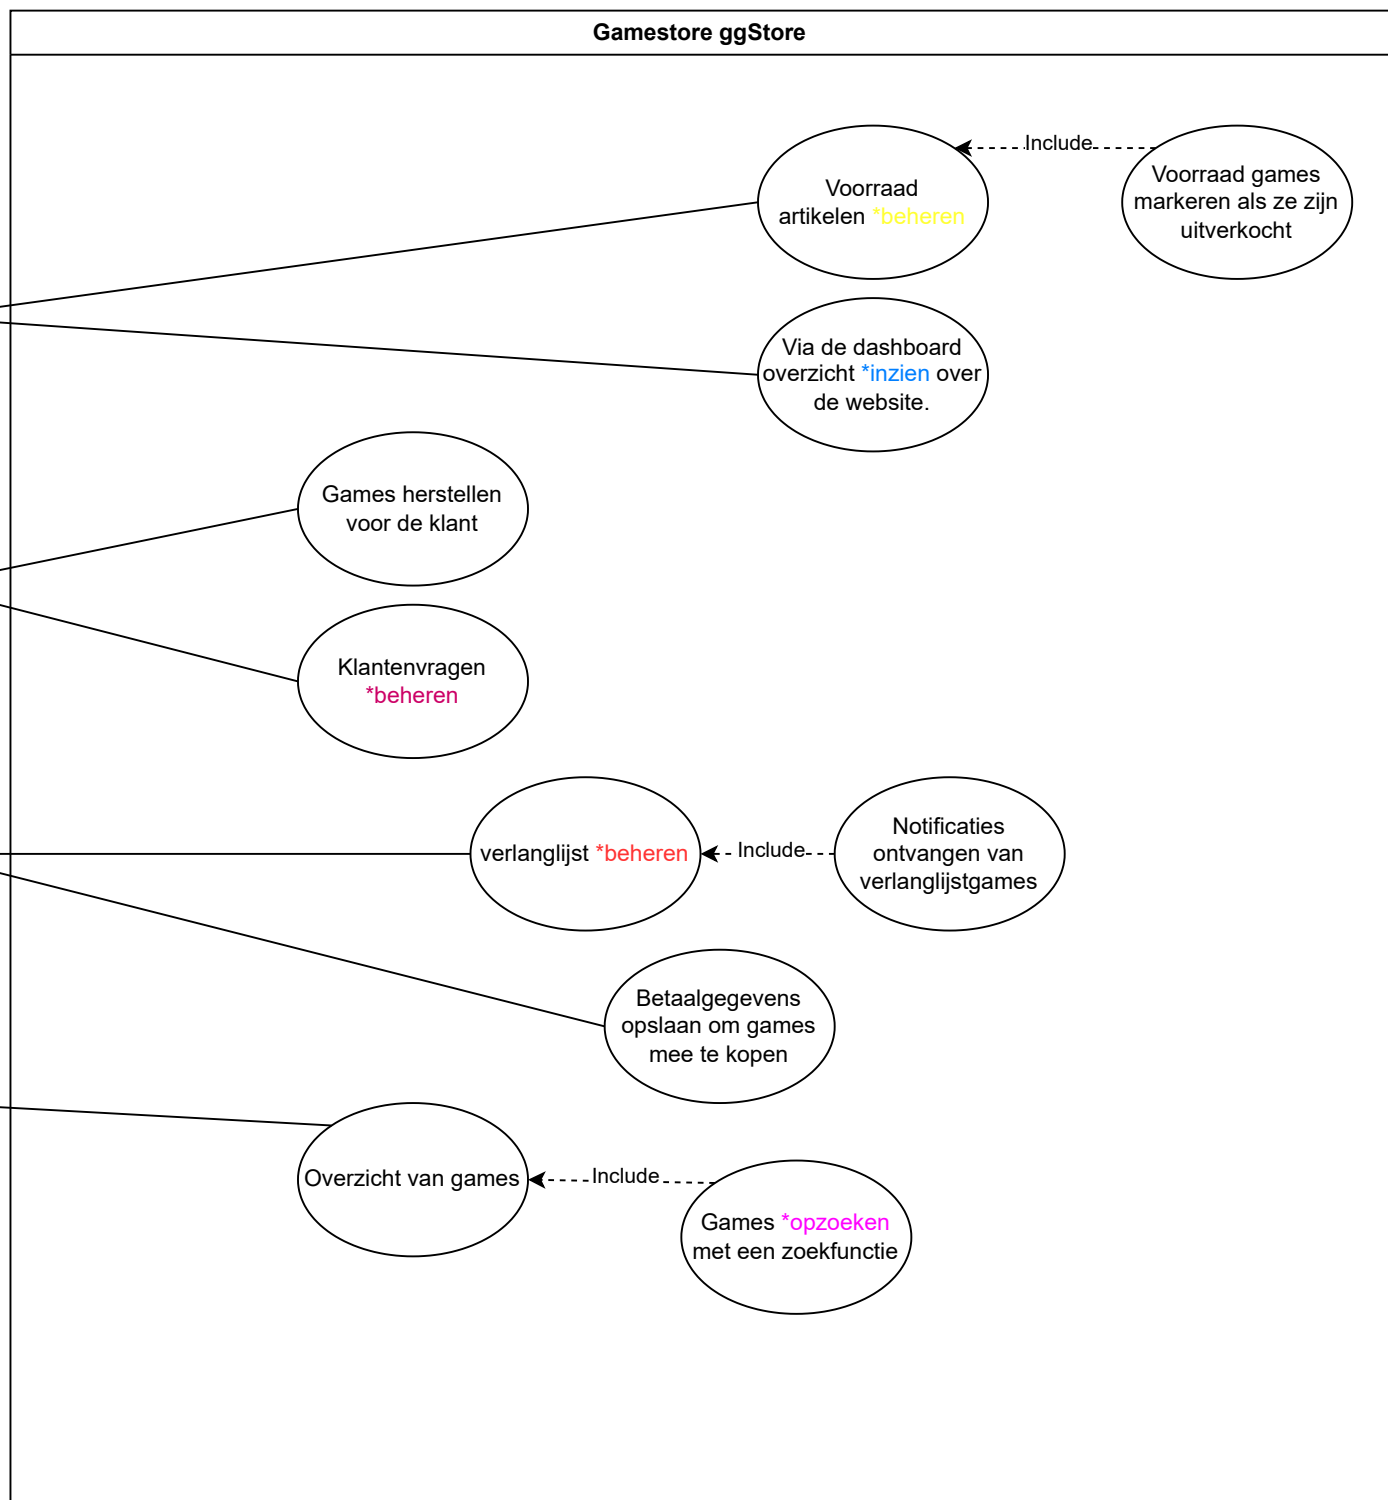 Gamestore ggStore
Voorraad
artikelen *beheren
Include
Voorraad games
markeren als ze zijn
uitverkocht
Via de dashboard
overzicht *inzien over
de website.
Games herstellen
voor de klant
Klantenvragen
*beheren
verlanglijst *beheren
Include
Notificaties
ontvangen van
verlanglijstgames
Betaalgegevens
opslaan om games
mee te kopen
Overzicht van games
Include
Games *opzoeken
met een zoekfunctie